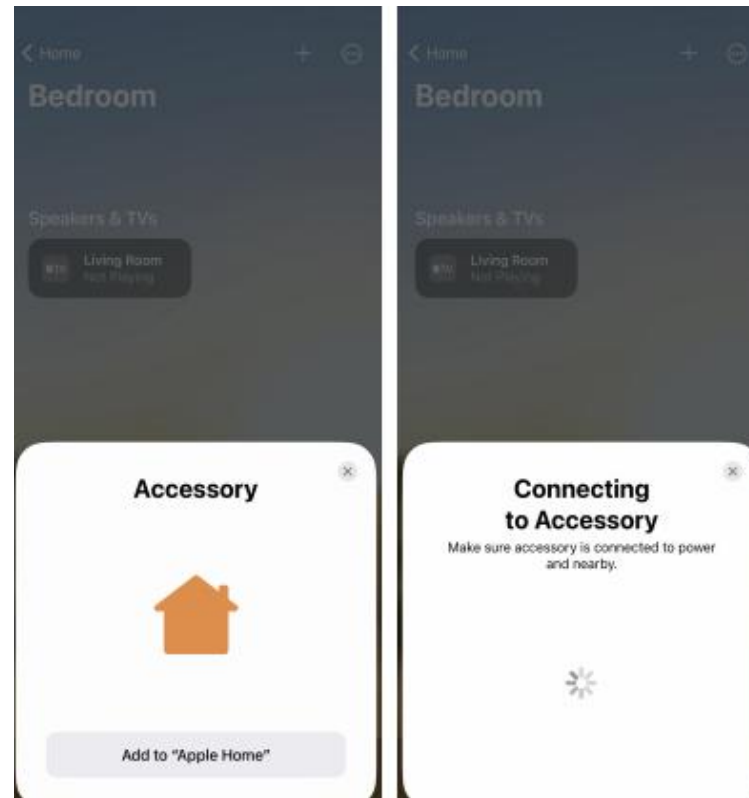 Home
Bedroom
Speakers & TVs
Living Room
Not Playing
Accessory
Add to "Apple Home"
Home
Bedroom
Speakers & TVs
Living Room
Not Playing
Connecting
to Accessory
Make sure accessory is connected to power
and nearby.